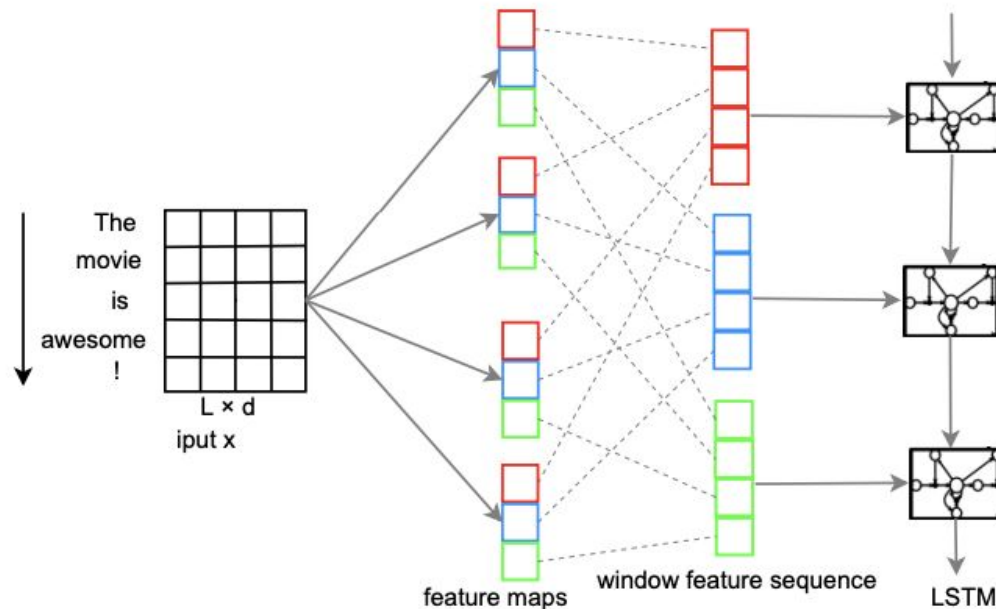 The
movie
is
awesome
!
L × d
iput x
feature maps
window feature sequence
LSTM